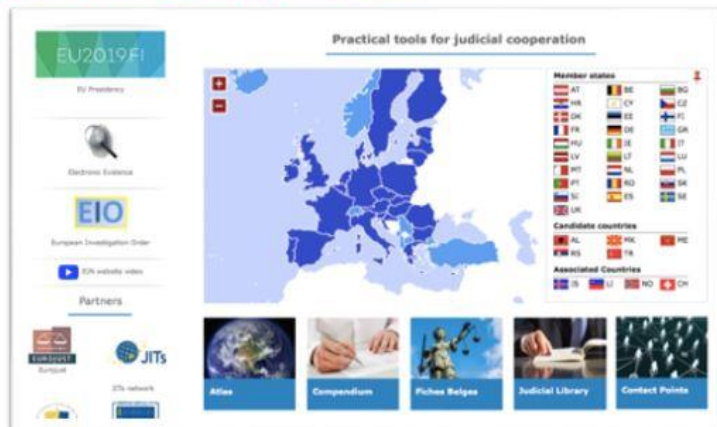 EU2019.FI
EU Presidency
Electronic Evidence
EIO
European Investigation Order
EJN website video
Partners
EUROJUST
Eurojust
JITs
JITs network
Practical tools for judicial cooperation
Member states
AT BE BG
HR CY CZ
DK EE FI
FR DE GR
HU IE IT
LV LT LU
MT NL PL
PT RO SK
SI ES SE
UK
Candidate countries
AL MK ME
RS TR
Associated Countries
IS LI NO CH
Atlas
Compendium
Fiches Belges
Judicial Library
Contact Points